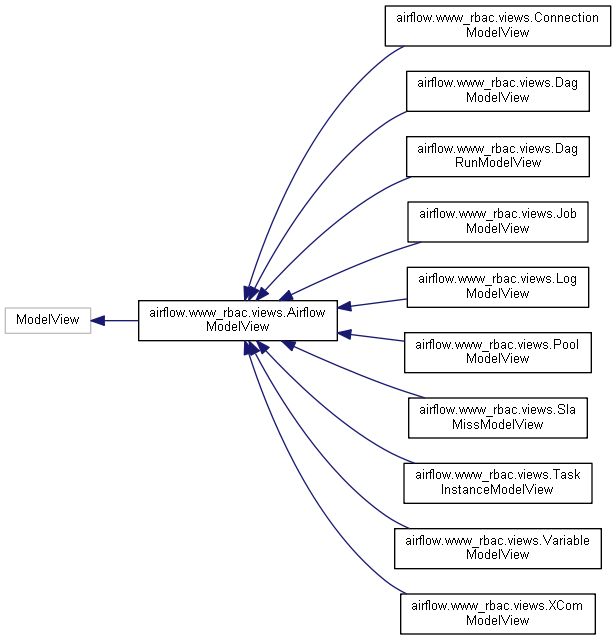 airflow.www_rbac.views.Connection
ModelView
airflow.www_rbac.views.Dag
ModelView
airflow.www_rbac.views.Dag
RunModelView
airflow.www_rbac.views.Job
ModelView
airflow.www_rbac.views.Log
ModelView
ModelView
airflow.www_rbac.views.Airflow
ModelView
airflow.www_rbac.views.Pool
ModelView
airflow.www_rbac.views.Sla
MissModelView
airflow.www_rbac.views.Task
InstanceModelView
airflow.www_rbac.views.Variable
ModelView
airflow.www_rbac.views.XCom
ModelView